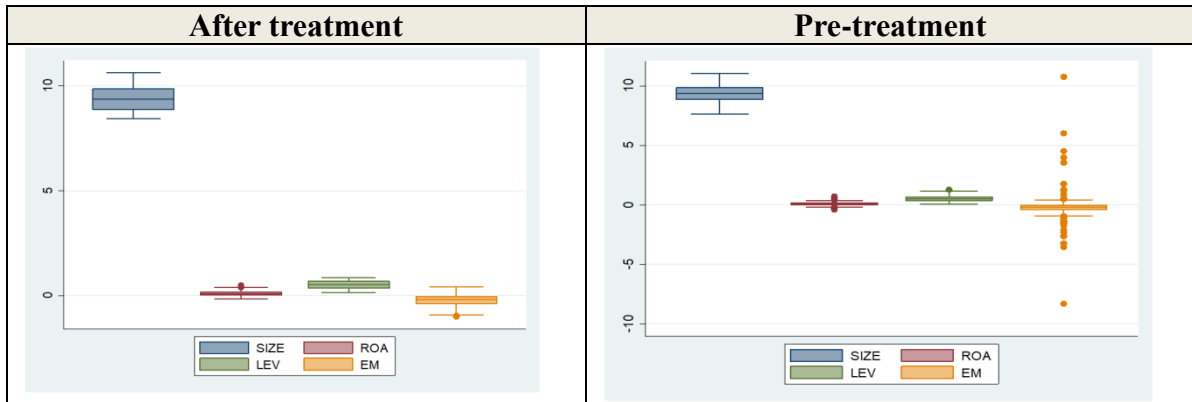 After treatment
Pre-treatment
10
5
0
SIZE
ROA
LEV
EM
10
5
0
-5
-10
SIZE
ROA
LEV
EM